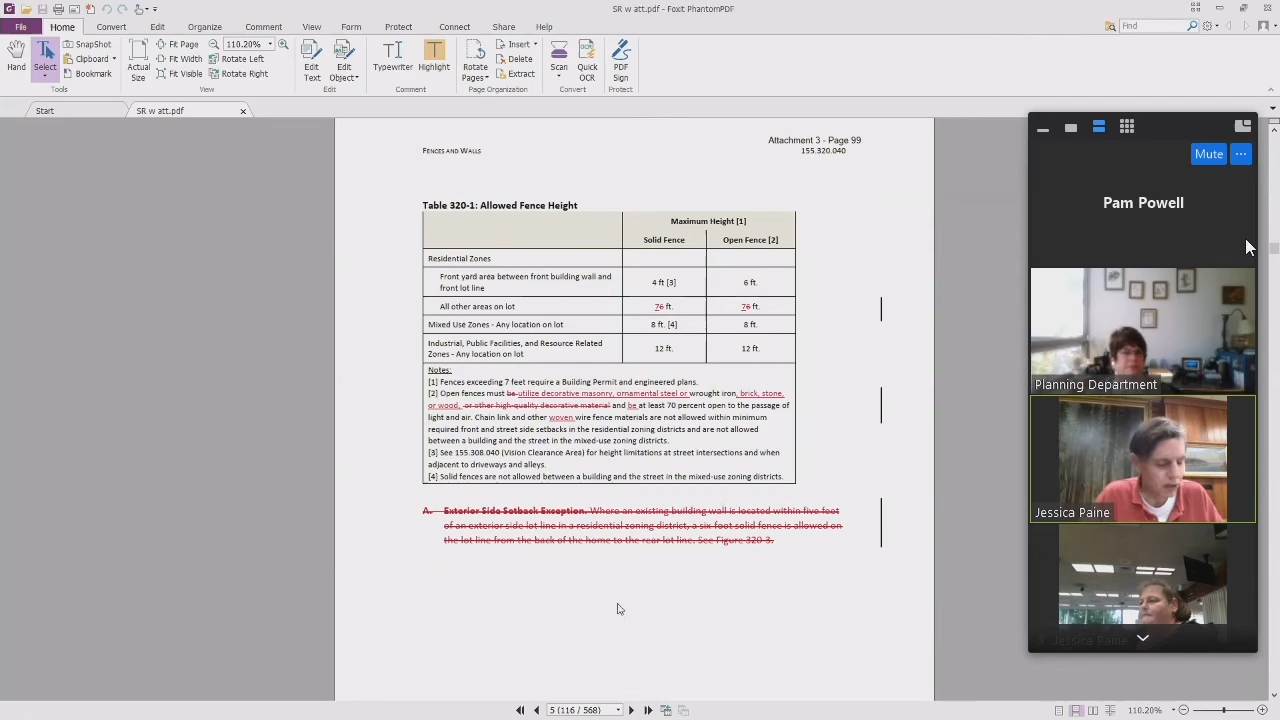 SR w att.pdf - Foxit PhantomPDF
File Home Convert Edit Comment View Form Protect Connect Share Help Find
Hand
Select
SnapShot
Clipboard
Bookmark
Tools
Actual Size
Fit Page
Fit Width
Fit Visible
110.20%
Rotate Left
Rotate Right
View
Edit Text
Edit Object
Edit
Typewriter
Highlight
Comment
Rotate Pages
Insert
Delete
Extract
Page Organization
Scan
Quick OCR
Convert
PDF Sign
Protect
Start SR w att.pdf
Attachment 3 - Page 99
FENCES AND WALLS 155.320.040
Table 320-1: Allowed Fence Height
Maximum Height [1]
Solid Fence Open Fence [2]
Residential Zones
Front yard area between front building wall and
front lot line
4 ft [3] 6 ft.
All other areas on lot 76 ft. 76 ft.
Mixed Use Zones - Any location on lot 8 ft. [4] 8 ft.
Industrial, Public Facilities, and Resource Related
Zones - Any location on lot
12 ft. 12 ft.
Notes:
[1] Fences exceeding 7 feet require a Building Permit and engineered plans.
[2] Open fences must be utilize decorative masonry, ornamental steel or wrought iron, brick, stone,
or wood, or other high-quality decorative material and be at least 70 percent open to the passage of
light and air. Chain link and other woven wire fence materials are not allowed within minimum
required front and street side setbacks in the residential zoning districts and are not allowed
between a building and the street in the mixed-use zoning districts.
[3] See 155.308.040 (Vision Clearance Area) for height limitations at street intersections and when
adjacent to driveways and alleys.
[4] Solid fences are not allowed between a building and the street in the mixed-use zoning districts.
A. Exterior Side Setback Exception. Where an existing building wall is located within five feet
of an exterior side lot line in a residential zoning district, a six-foot solid fence is allowed on
the lot line from the back of the home to the rear lot line. See Figure 320-3.
Mute ...
Pam Powell
Planning Department
Jessica Paine
Jessica Paine
5 (116 / 568)
110.20%